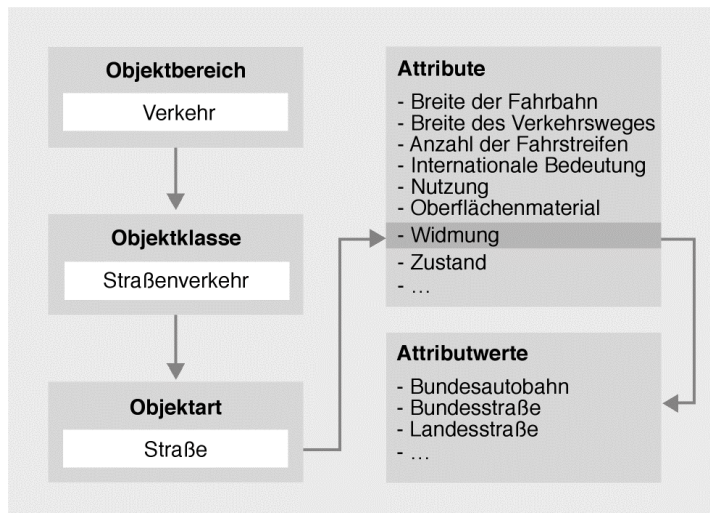 Objektbereich
Verkehr
Objektklasse
Straßenverkehr
Objektart
Straße
Attribute
- Breite der Fahrbahn
- Breite des Verkehrsweges
- Anzahl der Fahrstreifen
- Internationale Bedeutung
- Nutzung
- Oberflächenmaterial
- Widmung
- Zustand
- …
Attributwerte
- Bundesautobahn
- Bundesstraße
- Landesstraße
- …